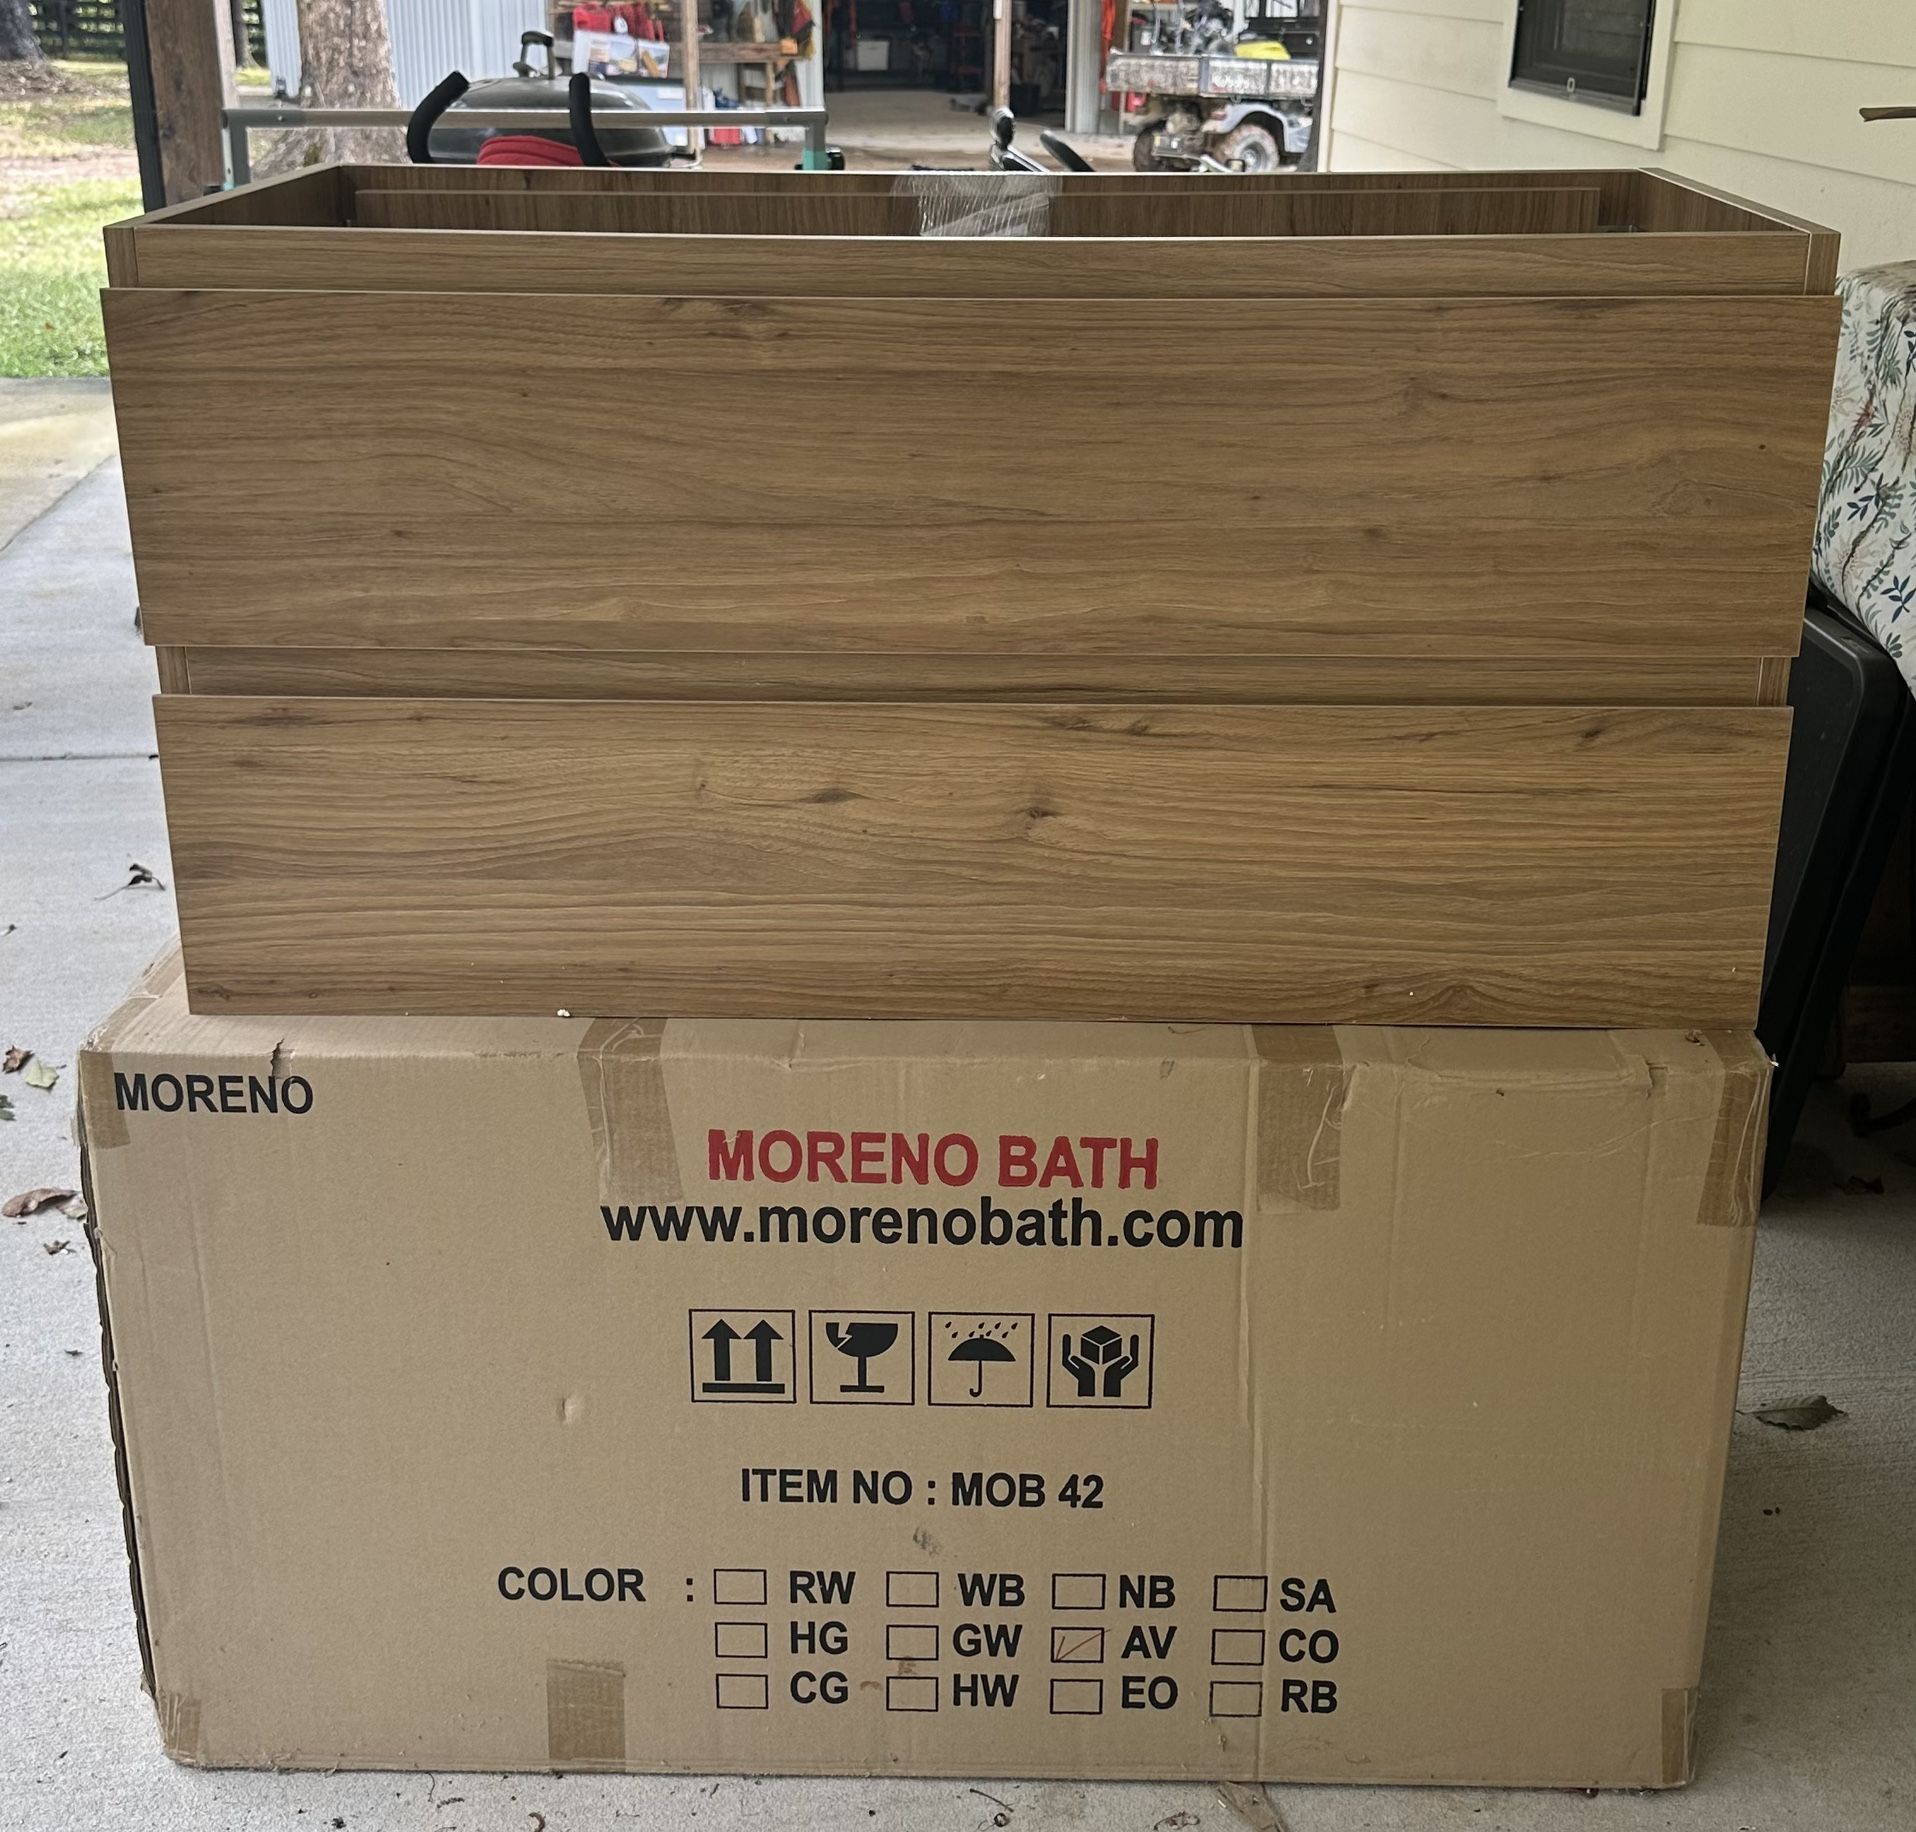 MORENO
MORENO BATH
www.morenobath.com
ITEM NO : MOB 42
COLOR : RW WB NB SA
HG GW AV CO
CG HW EO RB